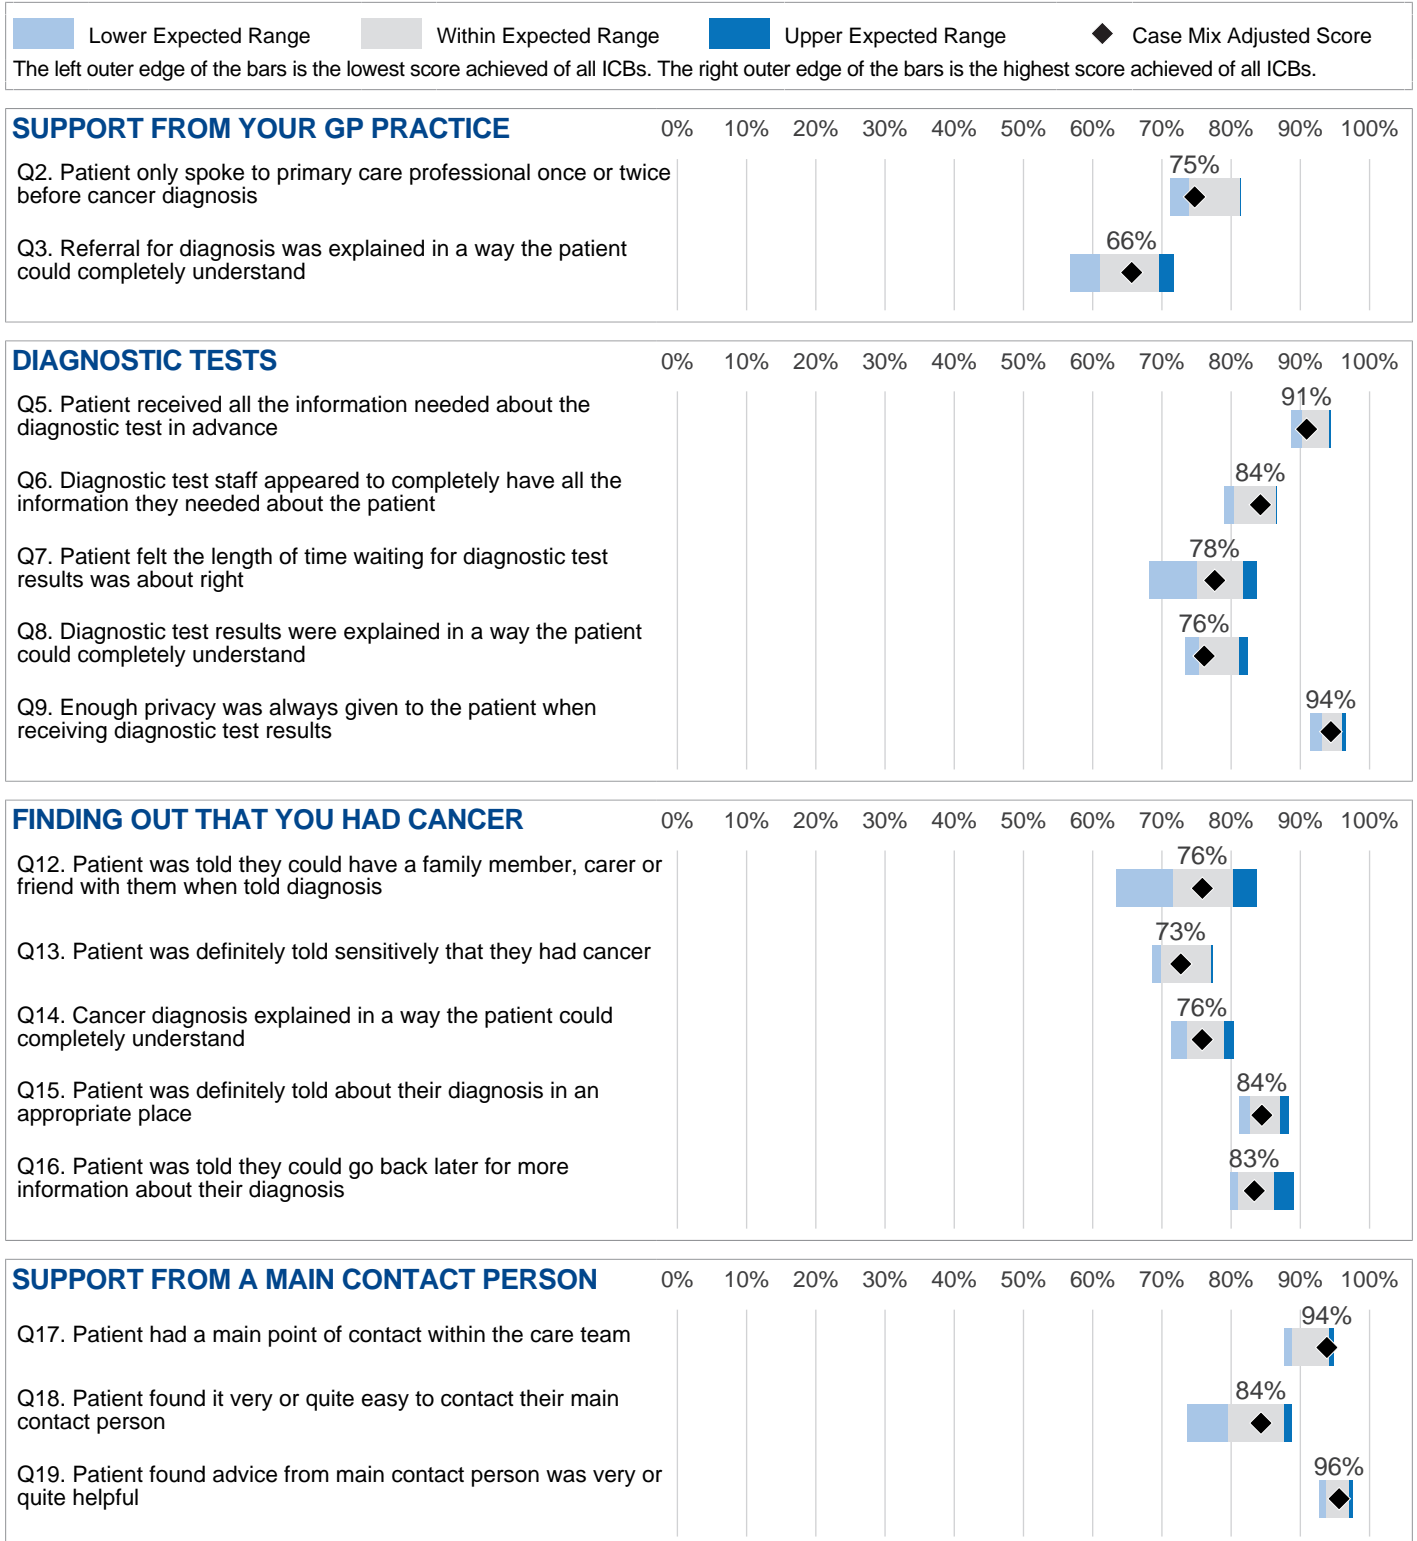 Lower Expected Range Within Expected Range Upper Expected Range Case Mix Adjusted Score
The left outer edge of the bars is the lowest score achieved of all ICBs. The right outer edge of the bars is the highest score achieved of all ICBs.
SUPPORT FROM YOUR GP PRACTICE 0% 10% 20% 30% 40% 50% 60% 70% 80% 90% 100%
75%
Q2. Patient only spoke to primary care professional once or twice
before cancer diagnosis
66%
Q3. Referral for diagnosis was explained in a way the patient
could completely understand
DIAGNOSTIC TESTS 0% 10% 20% 30% 40% 50% 60% 70% 80% 90% 100%
91%
Q5. Patient received all the information needed about the
diagnostic test in advance
84%
Q6. Diagnostic test staff appeared to completely have all the
information they needed about the patient
78%
Q7. Patient felt the length of time waiting for diagnostic test
results was about right
76%
Q8. Diagnostic test results were explained in a way the patient
could completely understand
94%
Q9. Enough privacy was always given to the patient when
receiving diagnostic test results
FINDING OUT THAT YOU HAD CANCER 0% 10% 20% 30% 40% 50% 60% 70% 80% 90% 100%
76%
Q12. Patient was told they could have a family member, carer or
friend with them when told diagnosis
73%
Q13. Patient was definitely told sensitively that they had cancer
76%
Q14. Cancer diagnosis explained in a way the patient could
completely understand
84%
Q15. Patient was definitely told about their diagnosis in an
appropriate place
83%
Q16. Patient was told they could go back later for more
information about their diagnosis
SUPPORT FROM A MAIN CONTACT PERSON 0% 10% 20% 30% 40% 50% 60% 70% 80% 90% 100%
94%
Q17. Patient had a main point of contact within the care team
84%
Q18. Patient found it very or quite easy to contact their main
contact person
96%
Q19. Patient found advice from main contact person was very or
quite helpful